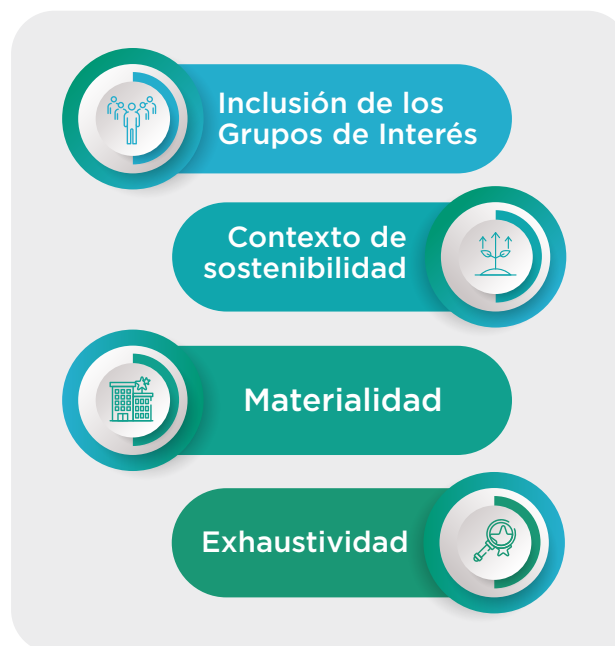 Inclusión de los
Grupos de Interés
Contexto de
sostenibilidad
Materialidad
Exhaustividad